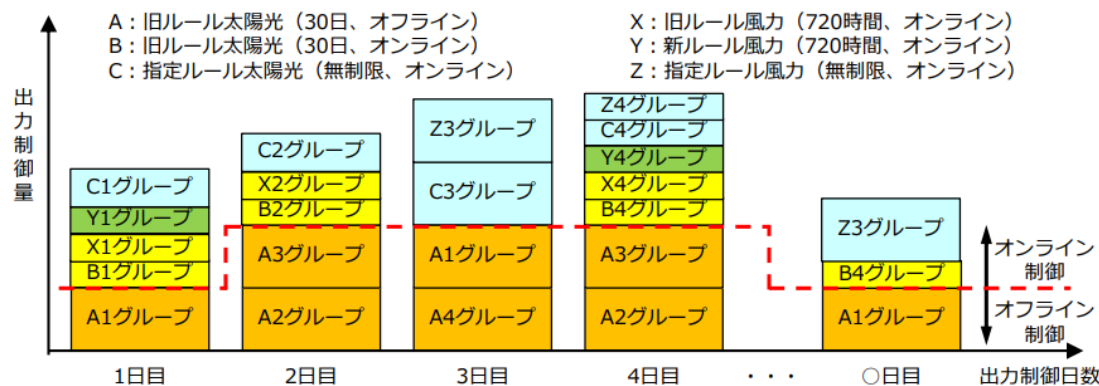 A：旧ルール太陽光（30日、オフライン）
B：旧ルール太陽光（30日、オンライン）
C：指定ルール太陽光（無制限、オンライン）
X：旧ルール風力（720時間、オンライン）
Y：新ルール風力（720時間、オンライン）
Z：指定ルール風力（無制限、オンライン）
出力制御量
C1グループ
Y1グループ
X1グループ
B1グループ
A1グループ
C2グループ
X2グループ
B2グループ
A3グループ
A2グループ
Z3グループ
C3グループ
A1グループ
A4グループ
Z4グループ
C4グループ
Y4グループ
X4グループ
B4グループ
A3グループ
A2グループ
Z3グループ
B4グループ
A1グループ
オンライン
制御
オフライン
制御
1日目
2日目
3日目
4日目
・・・
○日目
出力制御日数